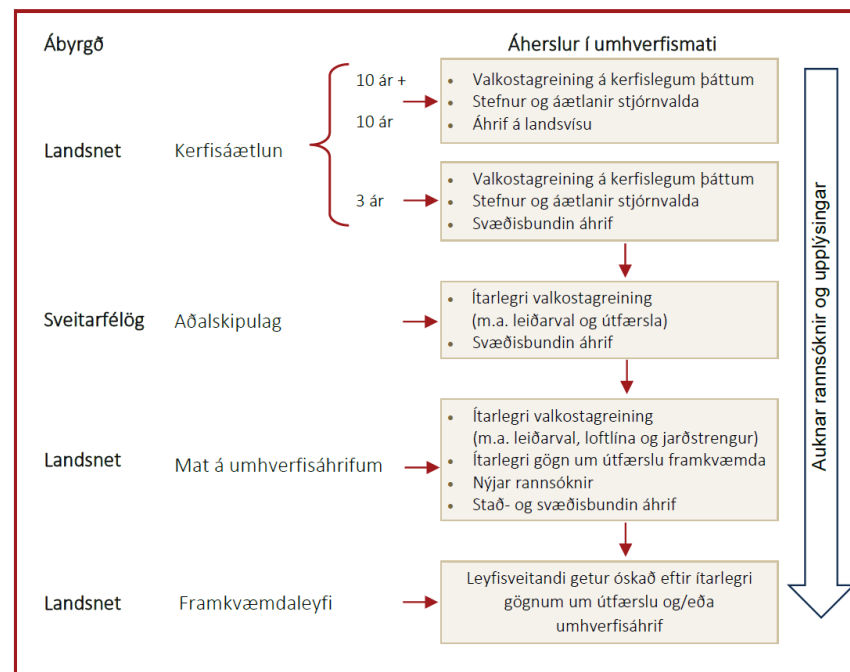 Ábyrgð
Áherslur í umhverfismati
Landsnet
Kerfisáætlun
10 ár +
10 ár
• Valkostagreining á kerfislegum þáttum
• Stefnur og áætlanir stjórnvalda
• Áhrif á landsvísu
3 ár
• Valkostagreining á kerfislegum þáttum
• Stefnur og áætlanir stjórnvalda
• Svæðisbundin áhrif
Sveitarfélög
Aðalskipulag
• Ítarlegri valkostagreining
(m.a. leiðarval og útfærsla)
• Svæðisbundin áhrif
Landsnet
Mat á umhverfisáhrifum
• Ítarlegri valkostagreining
(m.a. leiðarval, loftlína og jarðstrengur)
• Ítarlegri gögn um útfærslu framkvæmda
• Nýjar rannsóknir
• Stað- og svæðisbundin áhrif
Landsnet
Framkvæmdaleyfi
Leyfisveitandi getur óskað eftir ítarlegri
gögnum um útfærslu og/eða
umhverfisáhrif
Auknar rannsóknir og upplýsingar